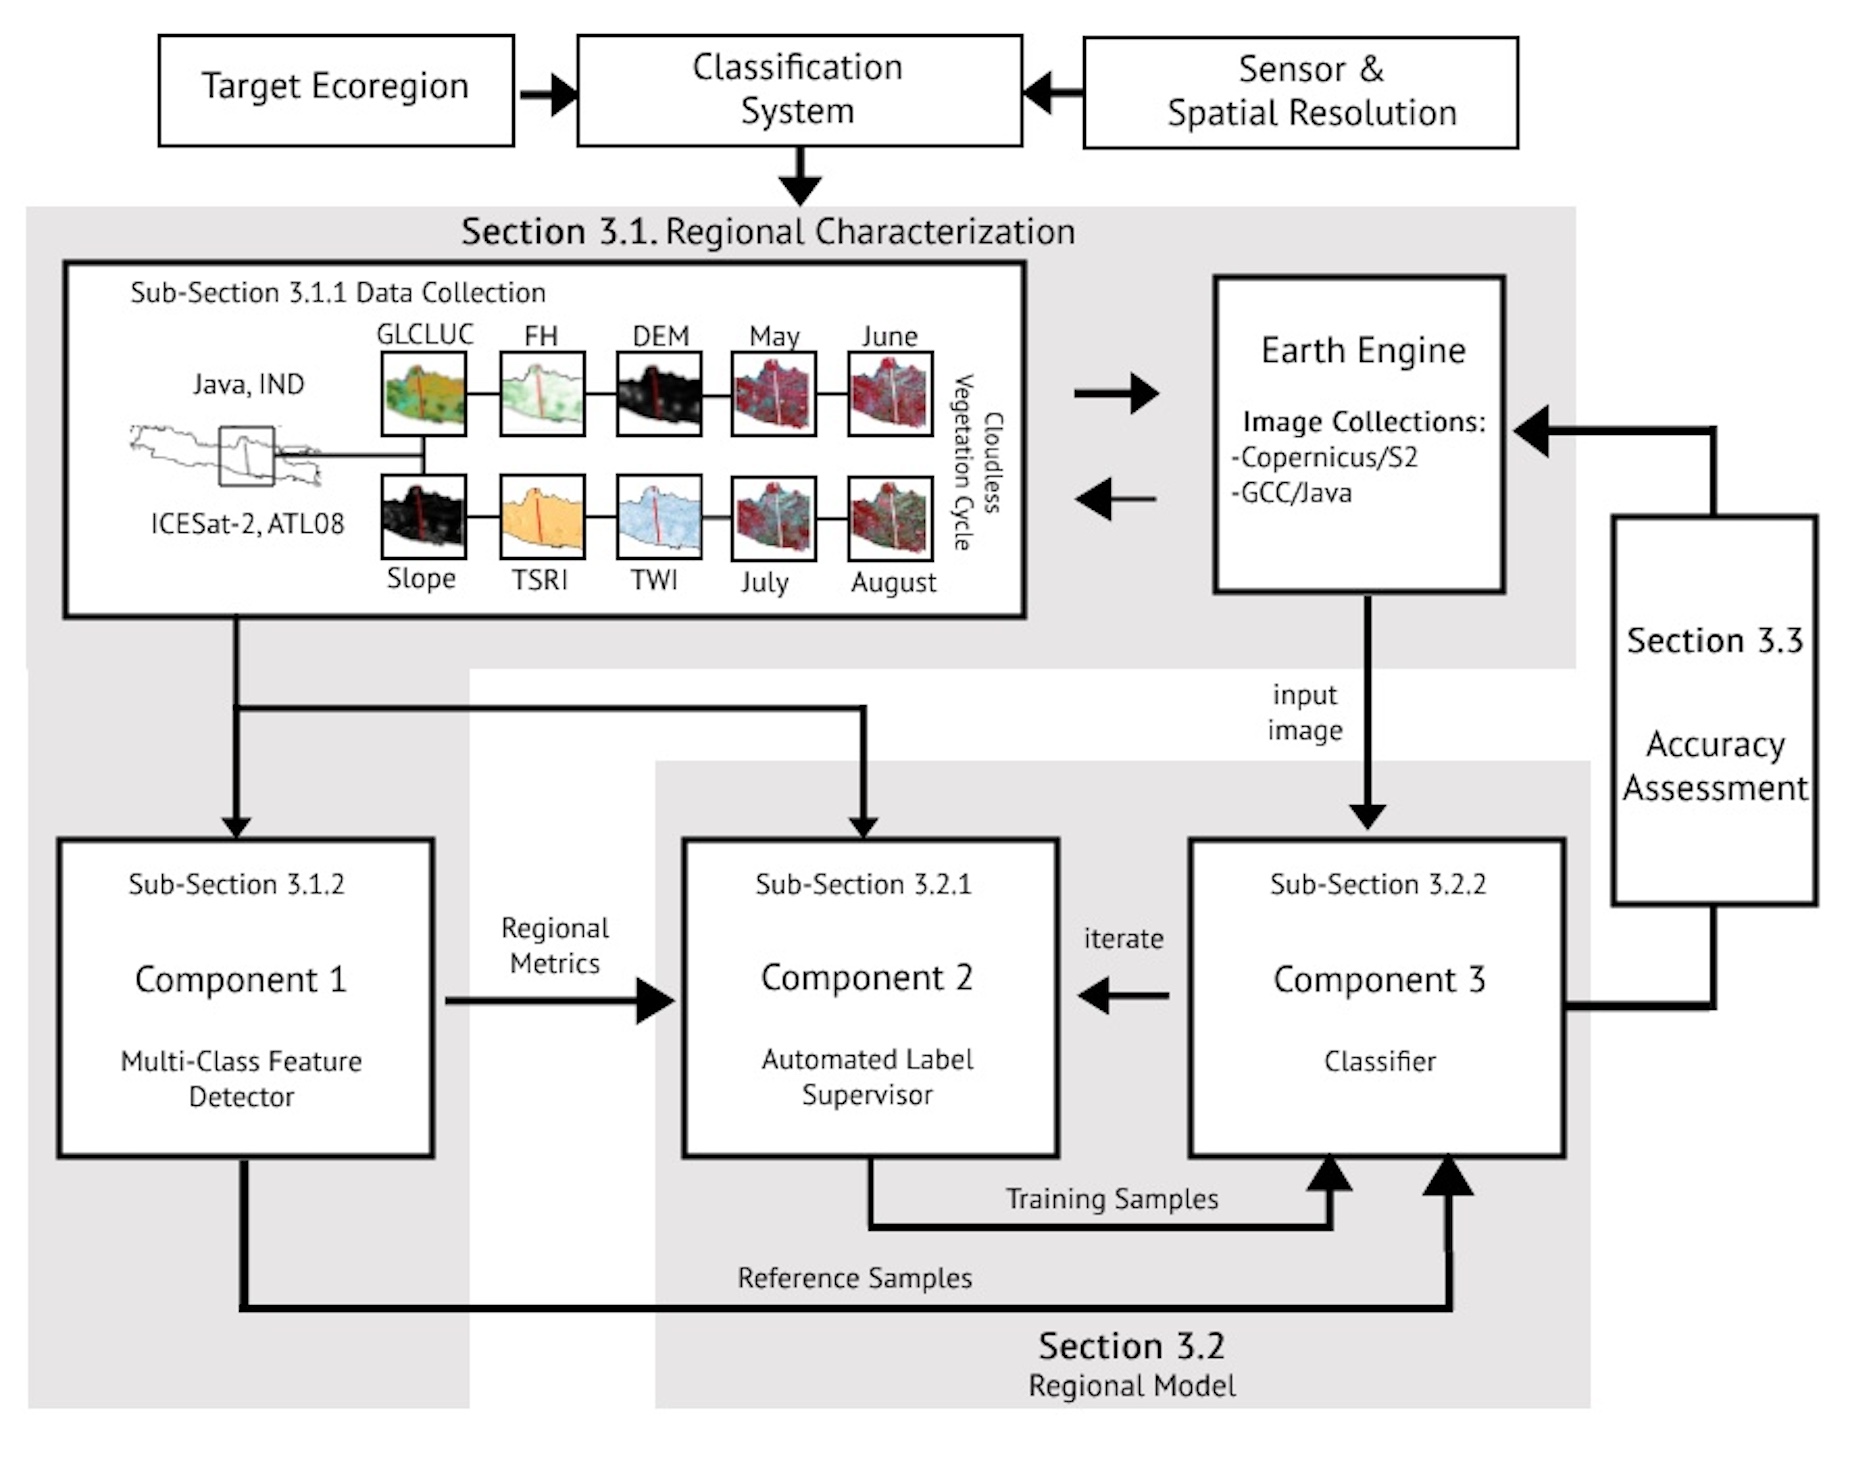 Target Ecoregion
Classification
System
Sensor &
Spatial Resolution
Section 3.1. Regional Characterization
Sub-Section 3.1.1 Data Collection
GLCLUC
FH
DEM
May
June
Java, IND
ICESat-2, ATL08
Slope
TSRI
TWI
July
August
Cloudless
Vegetation Cycle
Earth Engine
Image Collections:
-Copernicus/S2
-GCC/Java
Section 3.3
Accuracy
Assessment
input
image
Sub-Section 3.1.2
Component 1
Multi-Class Feature
Detector
Regional
Metrics
Sub-Section 3.2.1
Component 2
Automated Label
Supervisor
iterate
Sub-Section 3.2.2
Component 3
Classifier
Training Samples
Reference Samples
Section 3.2
Regional Model